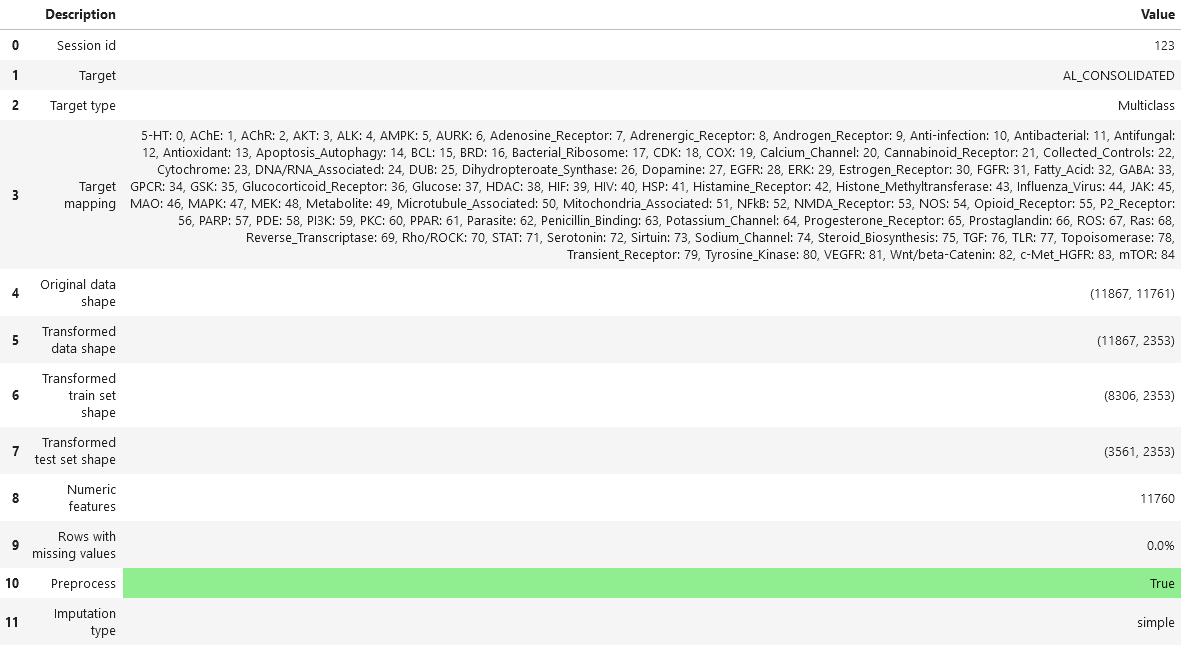 Description Value
0 Session id 123
1 Target AL_CONSOLIDATED
2 Target type Multiclass
5-HT: 0, AChE: 1, AChR: 2, AKT: 3, ALK: 4, AMPK: 5, AURK: 6, Adenosine_Receptor: 7, Adrenergic_Receptor: 8, Androgen_Receptor: 9, Anti-infection: 10, Antibacterial: 11, Antifungal:
12, Antioxidant: 13, Apoptosis_Autophagy: 14, BCL: 15, BRD: 16, Bacterial_Ribosome: 17, CDK: 18, COX: 19, Calcium_Channel: 20, Cannabinoid_Receptor: 21, Collected_Controls: 22,
Cytochrome: 23, DNA/RNA_Associated: 24, DUB: 25, Dihydropteroate_Synthase: 26, Dopamine: 27, EGFR: 28, ERK: 29, Estrogen_Receptor: 30, FGFR: 31, Fatty_Acid: 32, GABA: 33,
3 Target mapping GPCR: 34, GSK: 35, Glucocorticoid_Receptor: 36, Glucose: 37, HDAC: 38, HIF: 39, HIV: 40, HSP: 41, Histamine_Receptor: 42, Histone_Methyltransferase: 43, Influenza_Virus: 44, JAK: 45,
MAO: 46, MAPK: 47, MEK: 48, Metabolite: 49, Microtubule_Associated: 50, Mitochondria_Associated: 51, NFkB: 52, NMDA_Receptor: 53, NOS: 54, Opioid_Receptor: 55, P2_Receptor:
56, PARP: 57, PDE: 58, PI3K: 59, PKC: 60, PPAR: 61, Parasite: 62, Penicillin_Binding: 63, Potassium_Channel: 64, Progesterone_Receptor: 65, Prostaglandin: 66, ROS: 67, Ras: 68,
Reverse_Transcriptase: 69, Rho/ROCK: 70, STAT: 71, Serotonin: 72, Sirtuin: 73, Sodium_Channel: 74, Steroid_Biosynthesis: 75, TGF: 76, TLR: 77, Topoisomerase: 78,
Transient_Receptor: 79, Tyrosine_Kinase: 80, VEGFR: 81, Wnt/beta-Catenin: 82, c-Met_HGFR: 83, mTOR: 84
4 Original data shape (11867, 11761)
5 Transformed data shape (11867, 2353)
6 Transformed train set shape (8306, 2353)
7 Transformed test set shape (3561, 2353)
8 Numeric features 11760
9 Rows with missing values 0.0%
10 Preprocess True
11 Imputation type simple